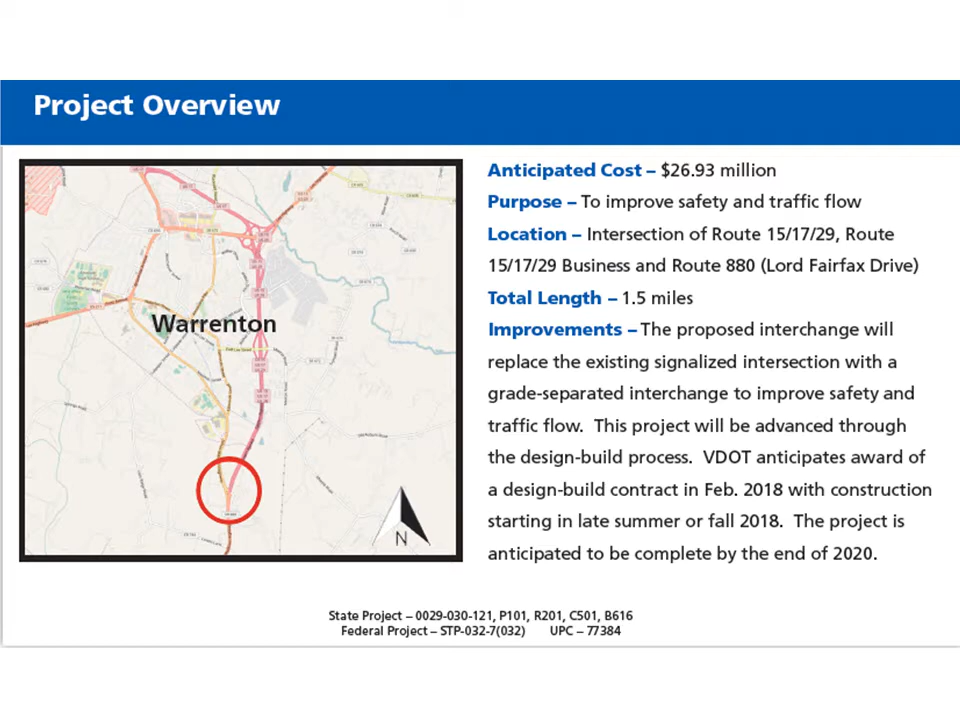 Project Overview
Warrenton
N
Anticipated Cost – $26.93 million
Purpose – To improve safety and traffic flow
Location – Intersection of Route 15/17/29, Route
15/17/29 Business and Route 880 (Lord Fairfax Drive)
Total Length – 1.5 miles
Improvements – The proposed interchange will
replace the existing signalized intersection with a
grade-separated interchange to improve safety and
traffic flow.  This project will be advanced through
the design-build process.  VDOT anticipates award of
a design-build contract in Feb. 2018 with construction
starting in late summer or fall 2018.  The project is
anticipated to be complete by the end of 2020.
State Project – 0029-030-121, P101, R201, C501, B616
Federal Project – STP-032-7(032)    UPC – 77384